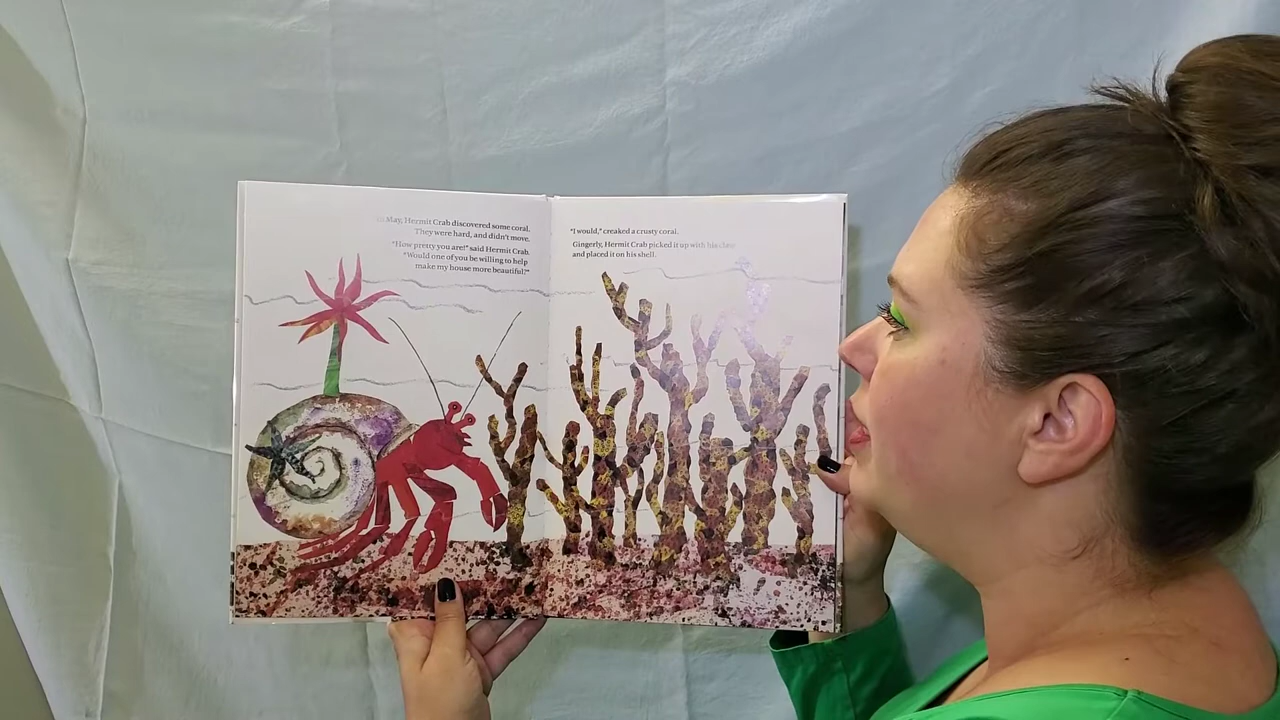 In May, Hermit Crab discovered some coral.
They were hard, and didn't move.
"How pretty you are!" said Hermit Crab.
"Would one of you be willing to help
make my house more beautiful?"
"I would," creaked a crusty coral.
Gingerly, Hermit Crab picked it up with his claw
and placed it on his shell.